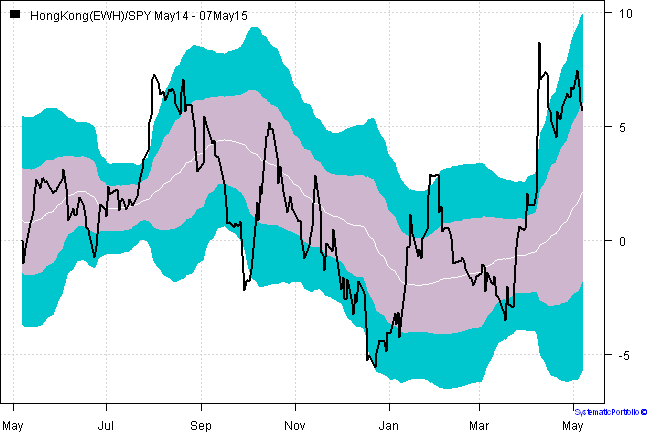 HongKong(EWH)/SPY May14 - 07May15
10
5
0
-5
May Jul Sep Nov Jan Mar May
SystematicPortfolio ©